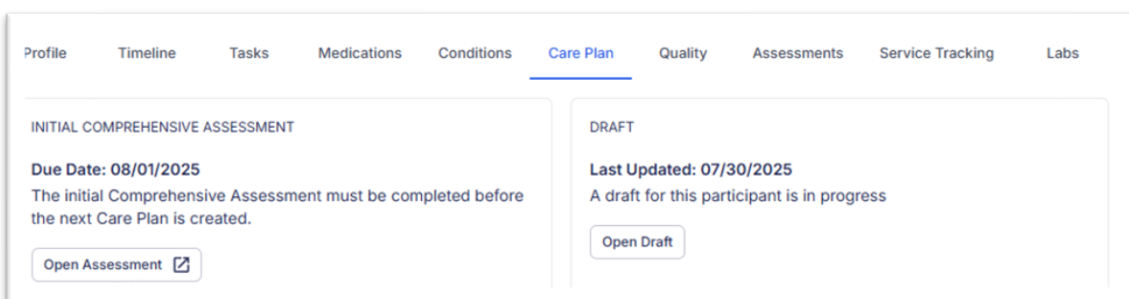 Profile Timeline Tasks Medications Conditions Care Plan Quality Assessments Service Tracking Labs
INITIAL COMPREHENSIVE ASSESSMENT
Due Date: 08/01/2025
The initial Comprehensive Assessment must be completed before
the next Care Plan is created.
Open Assessment
DRAFT
Last Updated: 07/30/2025
A draft for this participant is in progress
Open Draft